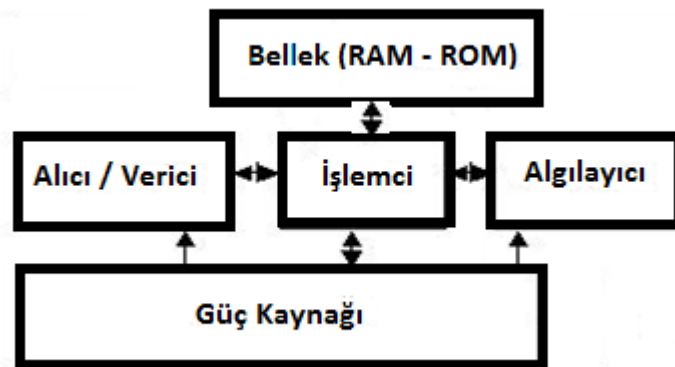 Bellek (RAM - ROM)
Alıcı / Verici
İşlemci
Algılayıcı
Güç Kaynağı